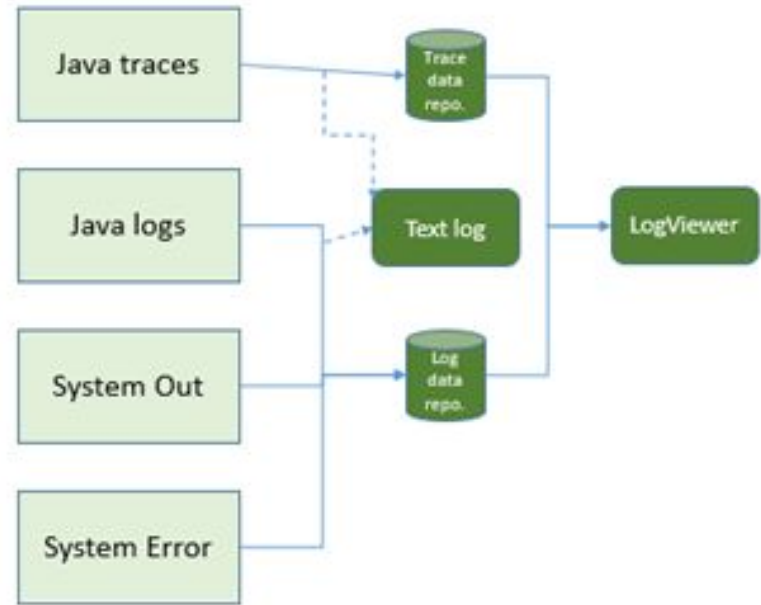 Java traces
Trace
data
repo.
Java logs
Text log
LogViewer
System Out
Log
data
repo.
System Error